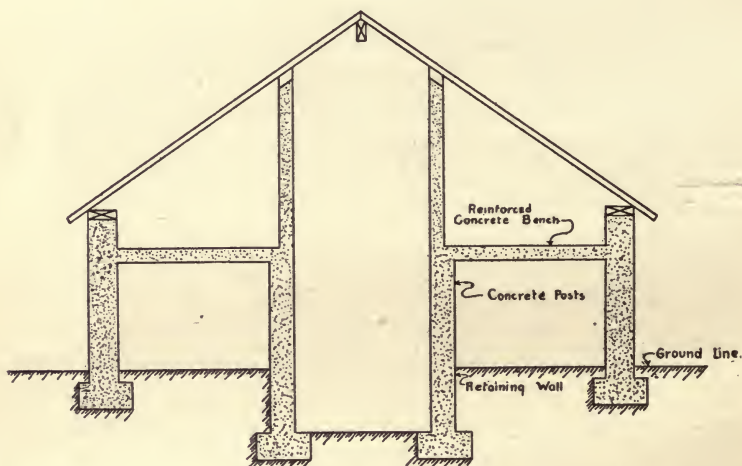 Reinforced
Concrete Bench
Concrete Posts
Ground Line.
Retaining Wall